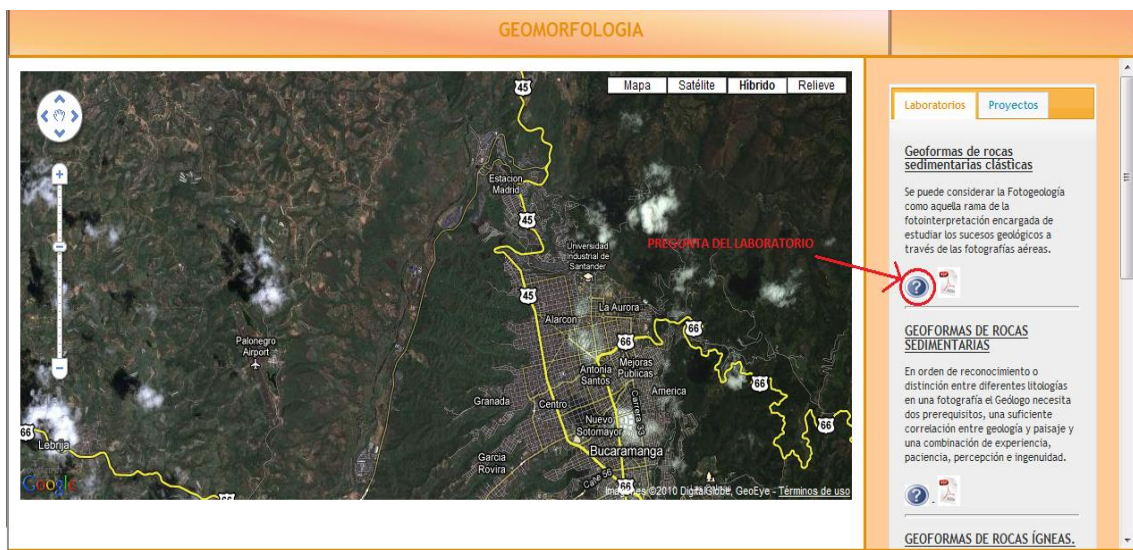 GEOMORFOLOGIA
Mapa
Satélite
Híbrido
Relieve
45
Estacion
Madrid
45
Universidad
Industrial de
Santander
PREGUNTA DEL LABORATORIO
45
La Aurora
Alarcon
66
66
Palonegro
Airport
Mejoras
Publicas
Antonia
Santos
66
America
Granada
Centro
Carrera 33
Nuevo
Sotomayor
66
66
Lebrija
Bucaramanga
Garcia
Rovira
Calle 56
Google
Imágenes ©2010 DigitalGlobe, GeoEye - Términos de uso
Laboratorios
Proyectos
Geoformas de rocas
sedimentarias clásticas
Se puede considerar la Fotogeología
como aquella rama de la
fotointerpretación encargada de
estudiar los sucesos geológicos a
través de las fotografías aéreas.
?
GEOFORMAS DE ROCAS
SEDIMENTARIAS
En orden de reconocimiento o
distinción entre diferentes litologías
en una fotografía el Geólogo necesita
dos prerequisitos, una suficiente
correlación entre geología y paisaje y
una combinación de experiencia,
paciencia, percepción e ingenuidad.
?
GEOFORMAS DE ROCAS ÍGNEAS.